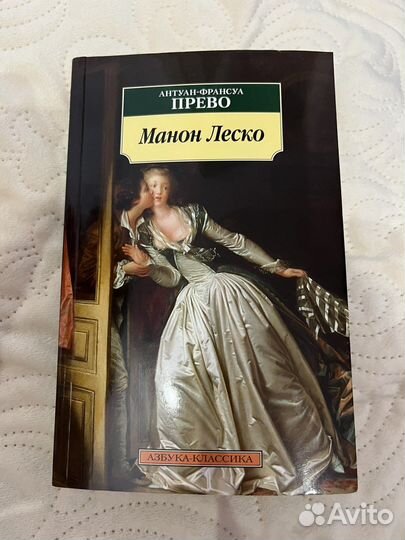 АНТУАН-ФРАНСУА
ПРЕВО
Манон Леско
АЗБУКА-КЛАССИКА
Avito